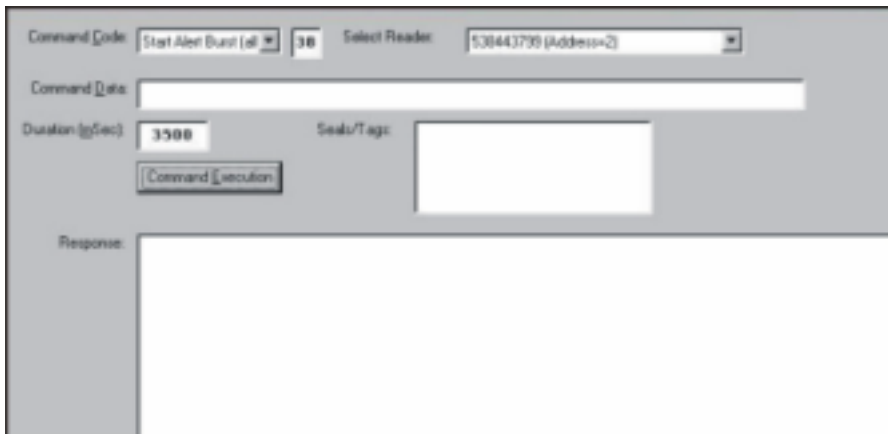 Command Code: Start Alert Burst (all 38 Select Reader: 538443799 (Address=2)
Command Data:
Duration (mSec) 3500 Seals/Tags:
Command Execution
Response: